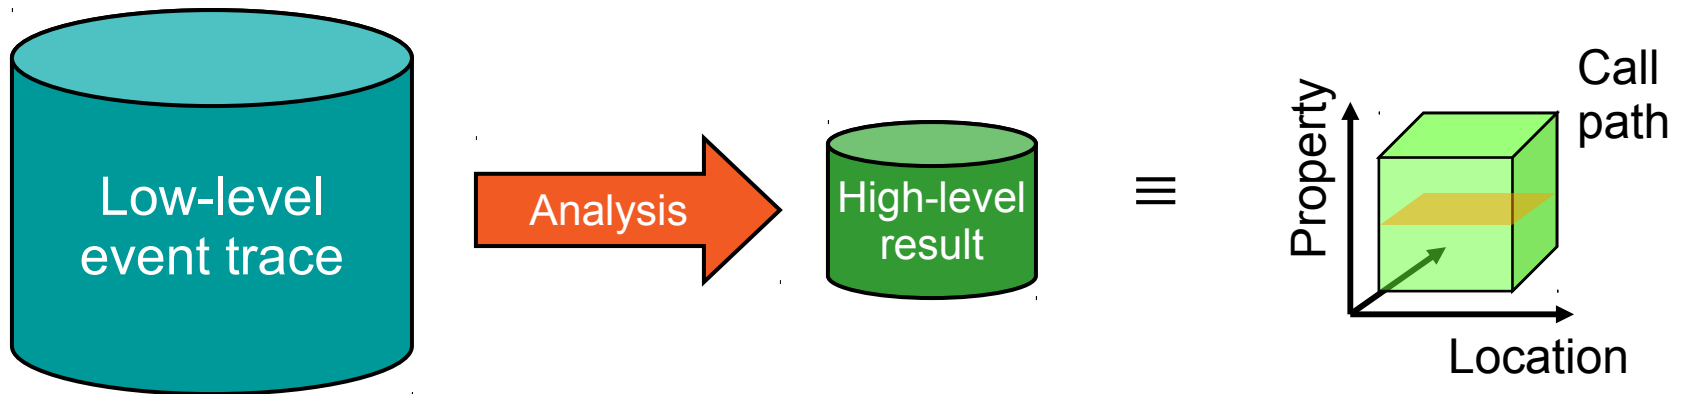 Low-level
event trace
Analysis
High-level
result
≡
Property
Call
path
Location